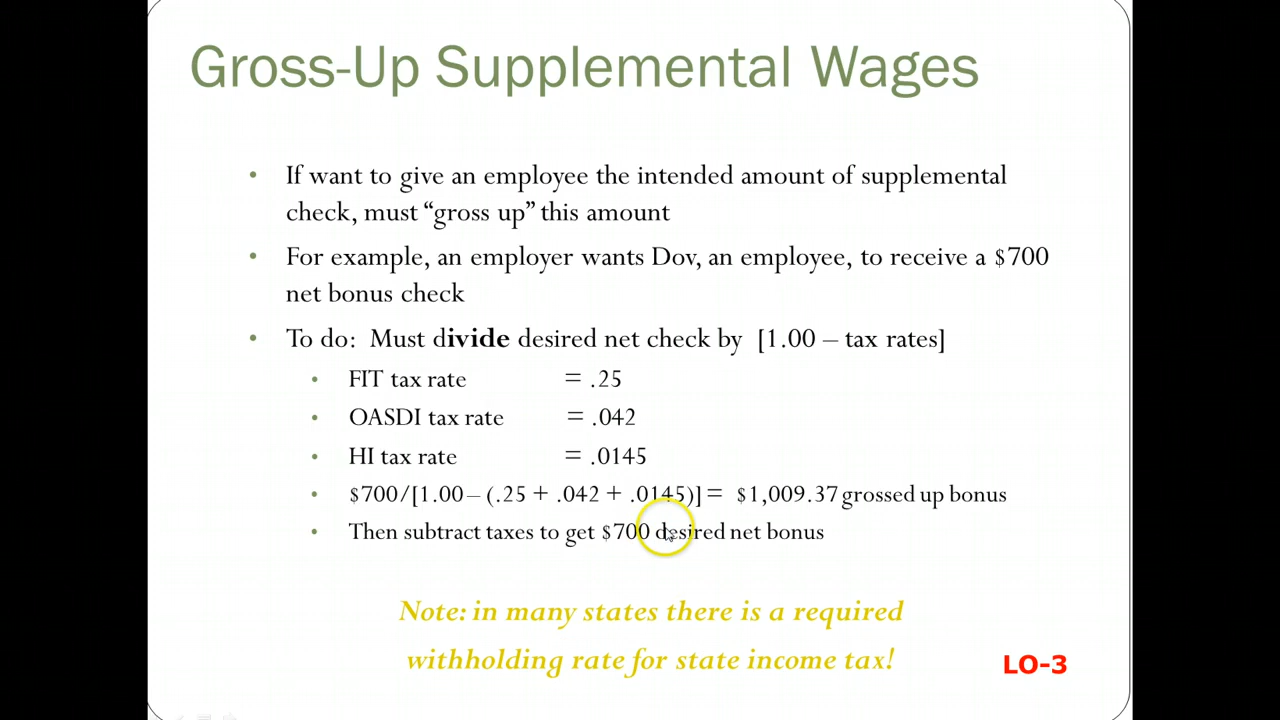 Gross-Up Supplemental Wages
• If want to give an employee the intended amount of supplemental
check, must “gross up” this amount
• For example, an employer wants Dov, an employee, to receive a $700
net bonus check
• To do: Must divide desired net check by [1.00 – tax rates]
• FIT tax rate = .25
• OASDI tax rate = .042
• HI tax rate = .0145
• $700/[1.00 – (.25 + .042 + .0145)] = $1,009.37 grossed up bonus
• Then subtract taxes to get $700 desired net bonus
Note: in many states there is a required
withholding rate for state income tax!
LO-3